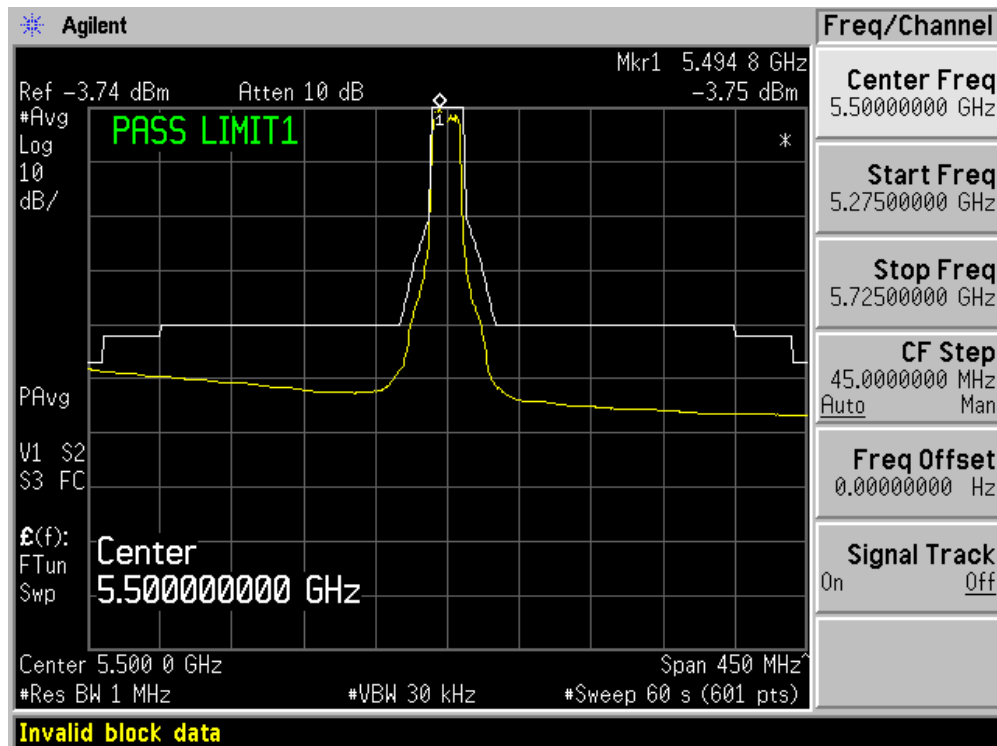 Agilent
Freq/Channel
Mkr1 5.494 8 GHz
Ref -3.74 dBm Atten 10 dB -3.75 dBm
#Avg
Log
10
dB/
PASS LIMIT1
1
*
PAvg
V1 S2
S3 FC
£(f):
FTun
Swp
Center
5.500000000 GHz
Center 5.500 0 GHz Span 450 MHz^
#Res BW 1 MHz #VBW 30 kHz #Sweep 60 s (601 pts)
Invalid block data
Center Freq
5.50000000 GHz
Start Freq
5.27500000 GHz
Stop Freq
5.72500000 GHz
CF Step
45.0000000 MHz
Auto Man
Freq Offset
0.00000000 Hz
Signal Track
On Off